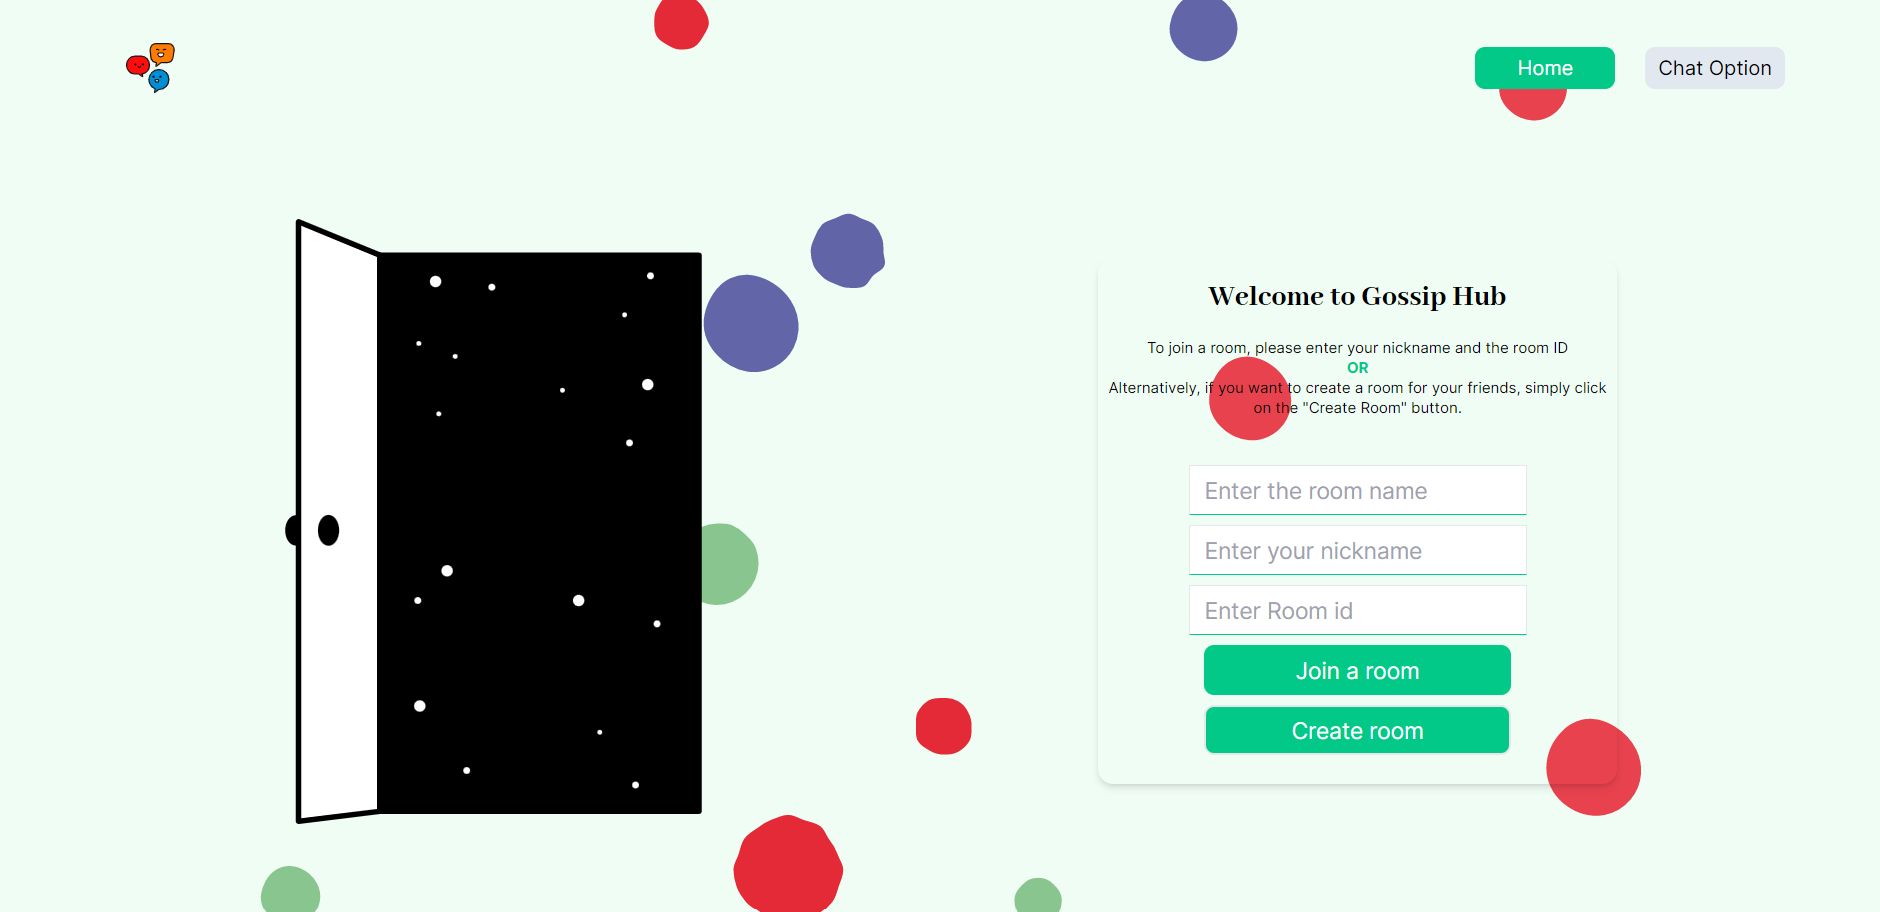 Home
Chat Option
Welcome to Gossip Hub
To join a room, please enter your nickname and the room ID
OR
Alternatively, if you want to create a room for your friends, simply click
on the "Create Room" button.
Enter the room name
Enter your nickname
Enter Room id
Join a room
Create room